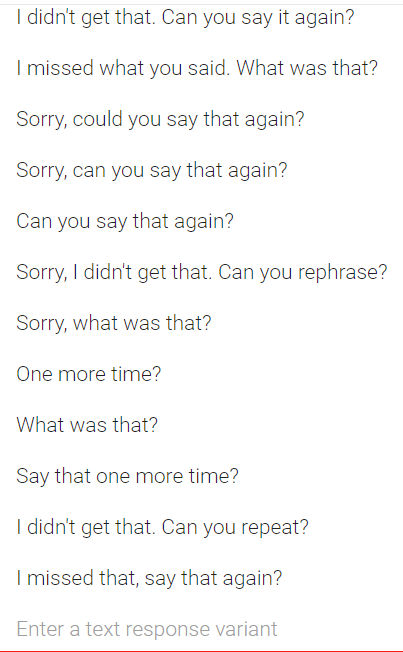 I didn't get that. Can you say it again?
I missed what you said. What was that?
Sorry, could you say that again?
Sorry, can you say that again?
Can you say that again?
Sorry, I didn't get that. Can you rephrase?
Sorry, what was that?
One more time?
What was that?
Say that one more time?
I didn't get that. Can you repeat?
I missed that, say that again?
Enter a text response variant